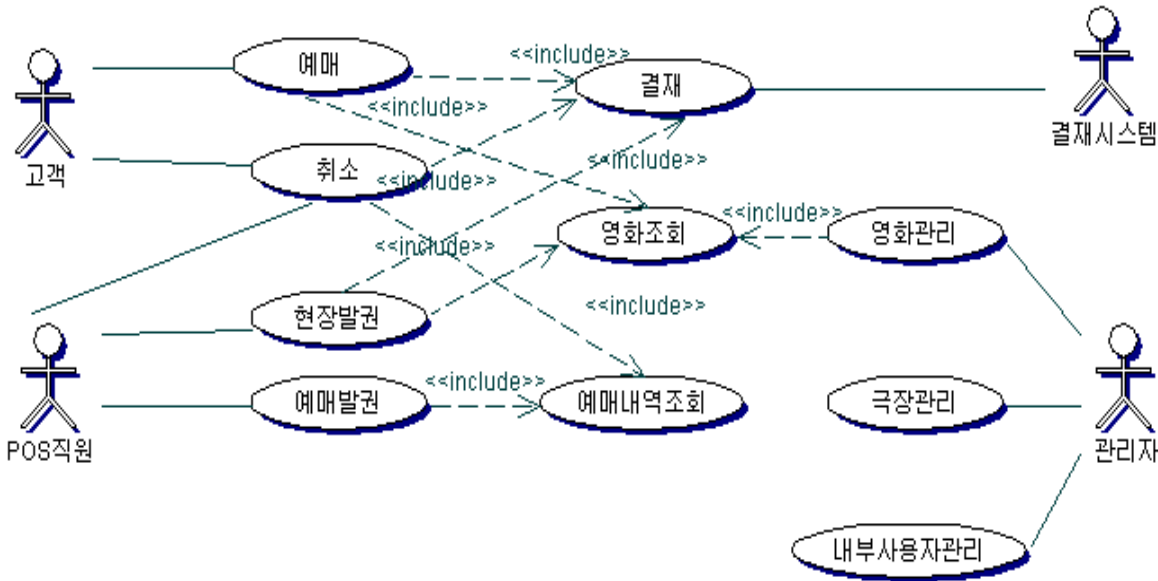 예매
<<include>>
결재
<<include>>
고객
취소
<<include>>
<<include>>
결재시스템
<<include>>
영화조회
<<include>>
영화관리
<<include>>
현장발권
POS직원
예매발권
<<include>>
예매내역조회
극장관리
관리자
내부사용자관리